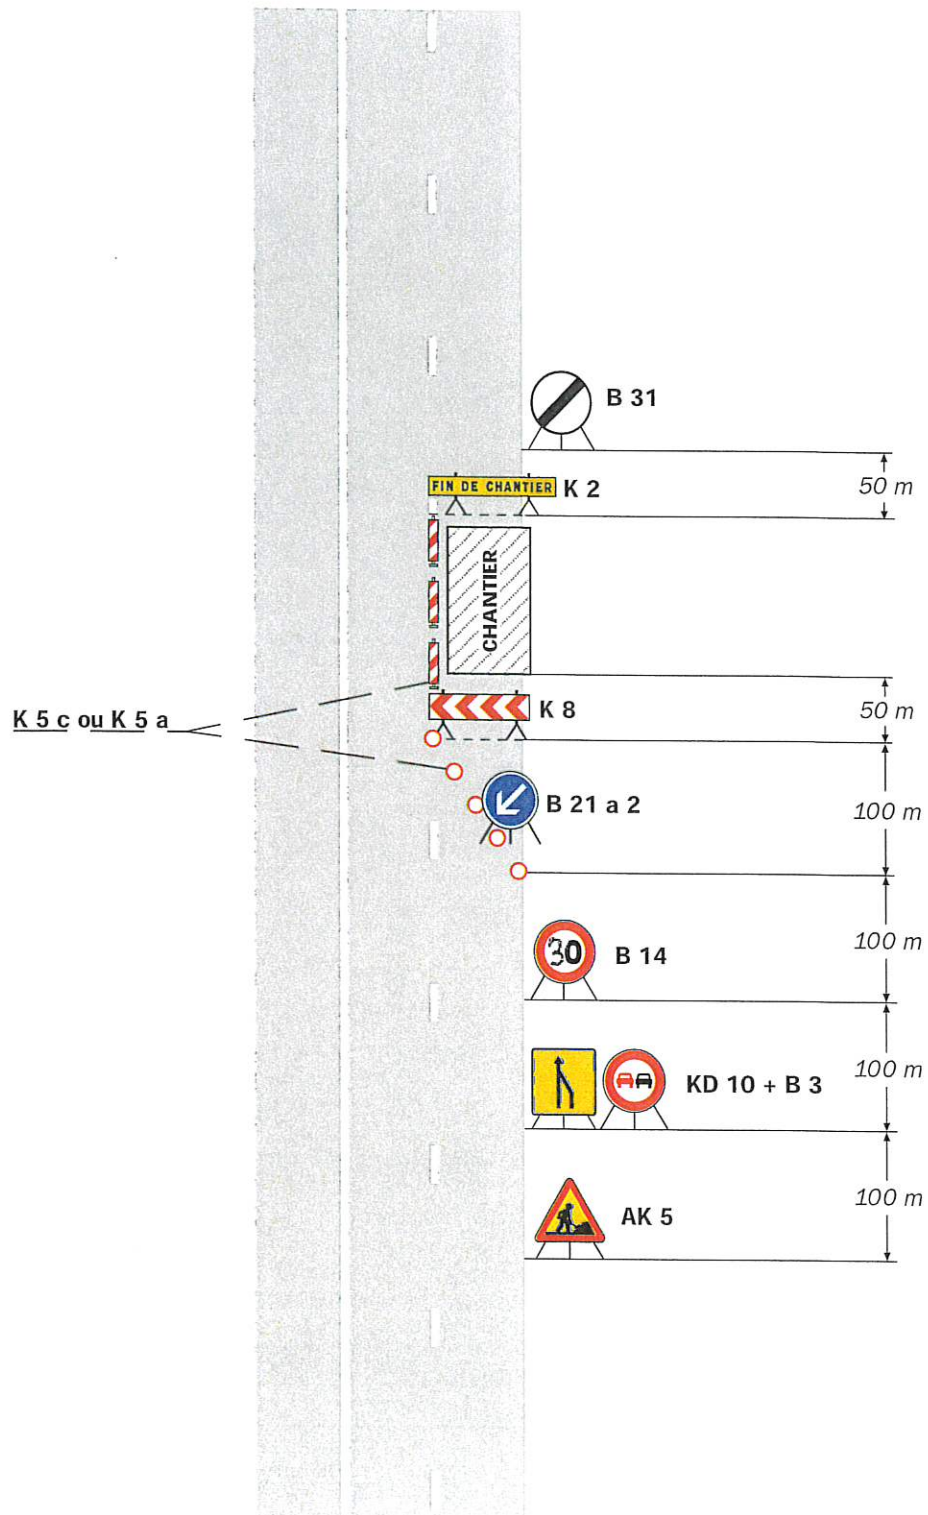 B 31
FIN DE CHANTIER
K 2
50 m
CHANTIER
K 5 c ou K 5 a
K 8
50 m
B 21 a 2
100 m
30
B 14
100 m
KD 10 + B 3
100 m
AK 5
100 m